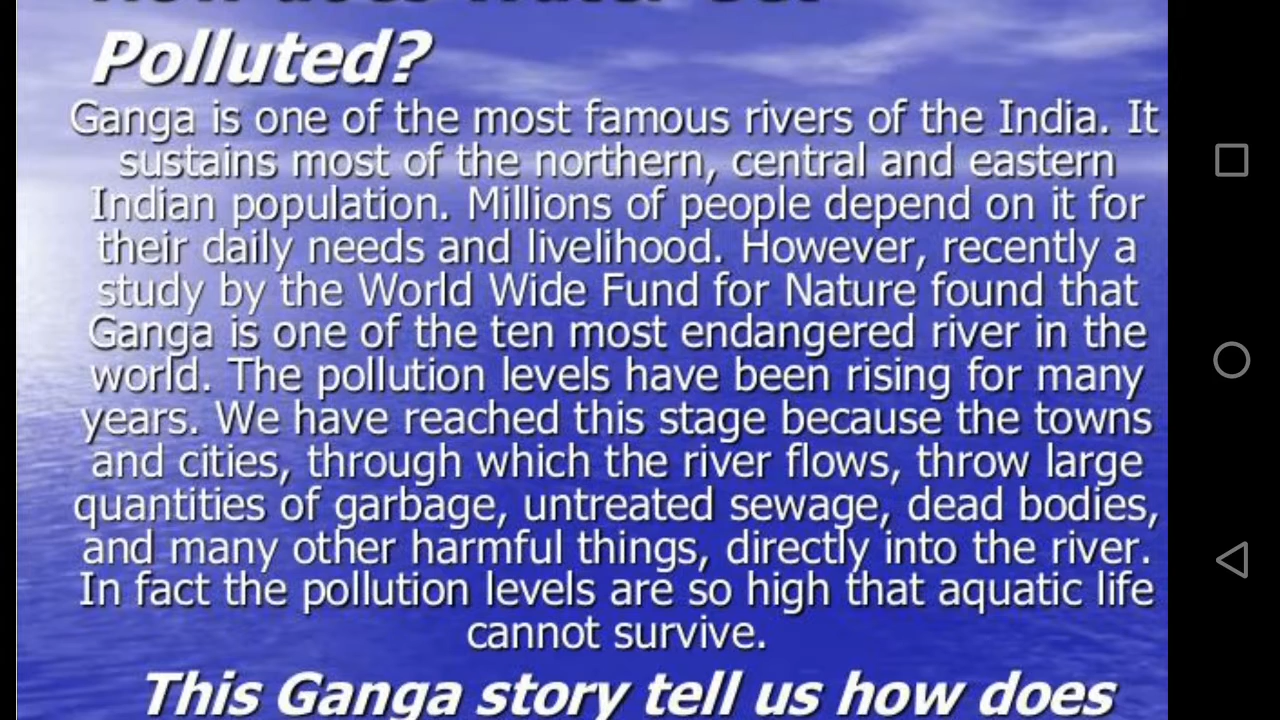 How does Water Get
Polluted?
Ganga is one of the most famous rivers of the India. It
sustains most of the northern, central and eastern
Indian population. Millions of people depend on it for
their daily needs and livelihood. However, recently a
study by the World Wide Fund for Nature found that
Ganga is one of the ten most endangered river in the
world. The pollution levels have been rising for many
years. We have reached this stage because the towns
and cities, through which the river flows, throw large
quantities of garbage, untreated sewage, dead bodies,
and many other harmful things, directly into the river.
In fact the pollution levels are so high that aquatic life
cannot survive.
This Ganga story tell us how does